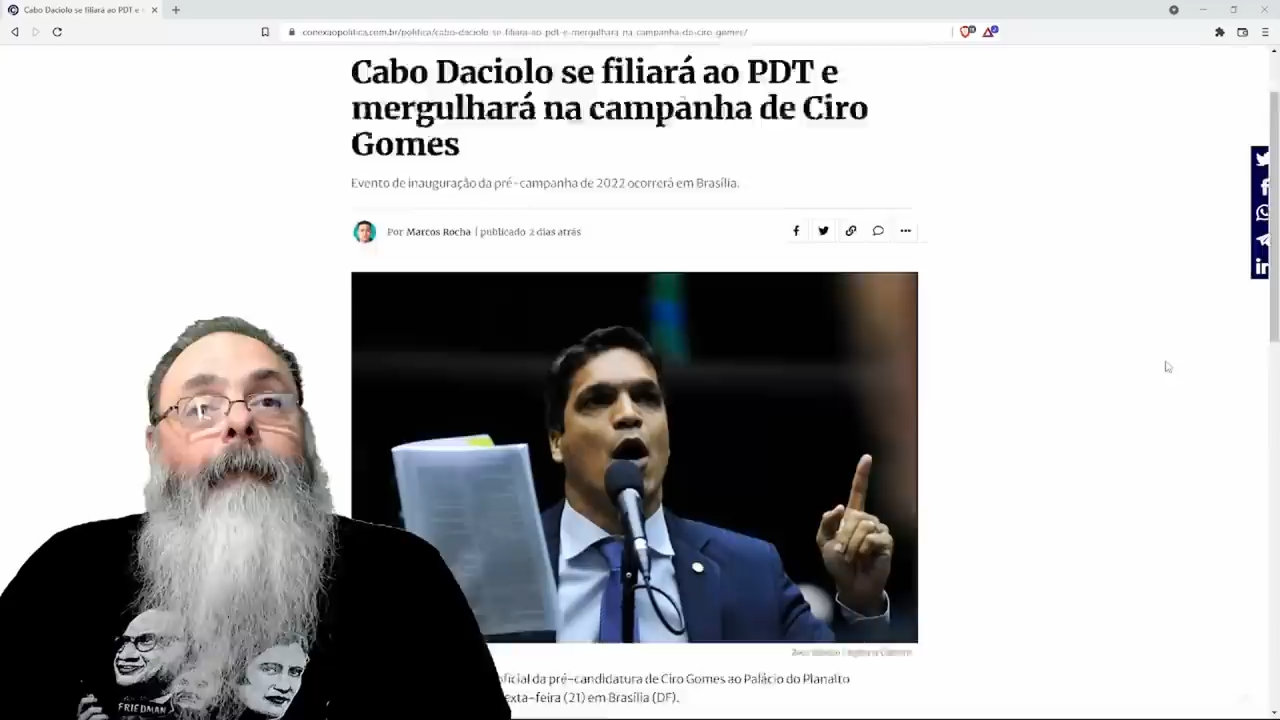 Cabo Daciolo se filiará ao PDT e
conexaopolitica.com.br/politica/cabo-daciolo-se-filiara-ao-pdt-e-mergulhara-na-campanha-de-ciro-gomes/
Cabo Daciolo se filiará ao PDT e
mergulhará na campanha de Ciro
Gomes
Evento de inauguração da pré-campanha de 2022 ocorrerá em Brasília.
Por Marcos Rocha | publicado 2 dias atrás
oficial da pré-candidatura de Ciro Gomes ao Palácio do Planalto
exta-feira (21) em Brasília (DF).
FRIEDMAN